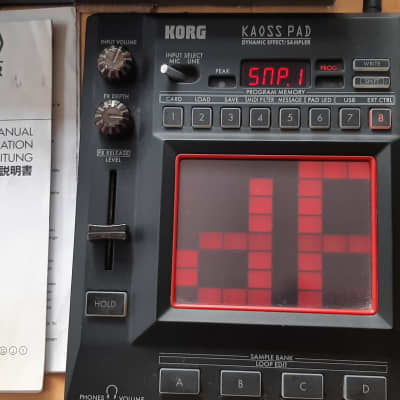 KORG
KAOSS PAD
DYNAMIC EFFECT/SAMPLER
INPUT VOLUME
INPUT SELECT
MIC LINE
PEAK
SMP.1
PROG
WRITE
SHIFT
PROGRAM MEMORY
CARD LOAD SAVE MIDI FILTER MESSAGE PAD LED USB EXT CTRL
1 2 3 4 5 6 7 8
FX DEPTH
FX RELEASE
LEVEL
HOLD
SAMPLE BANK
LOOP EDIT
A B C D
PHONES VOLUME
R
ANUAL
ATION
EITUNG
説明書
E F G J